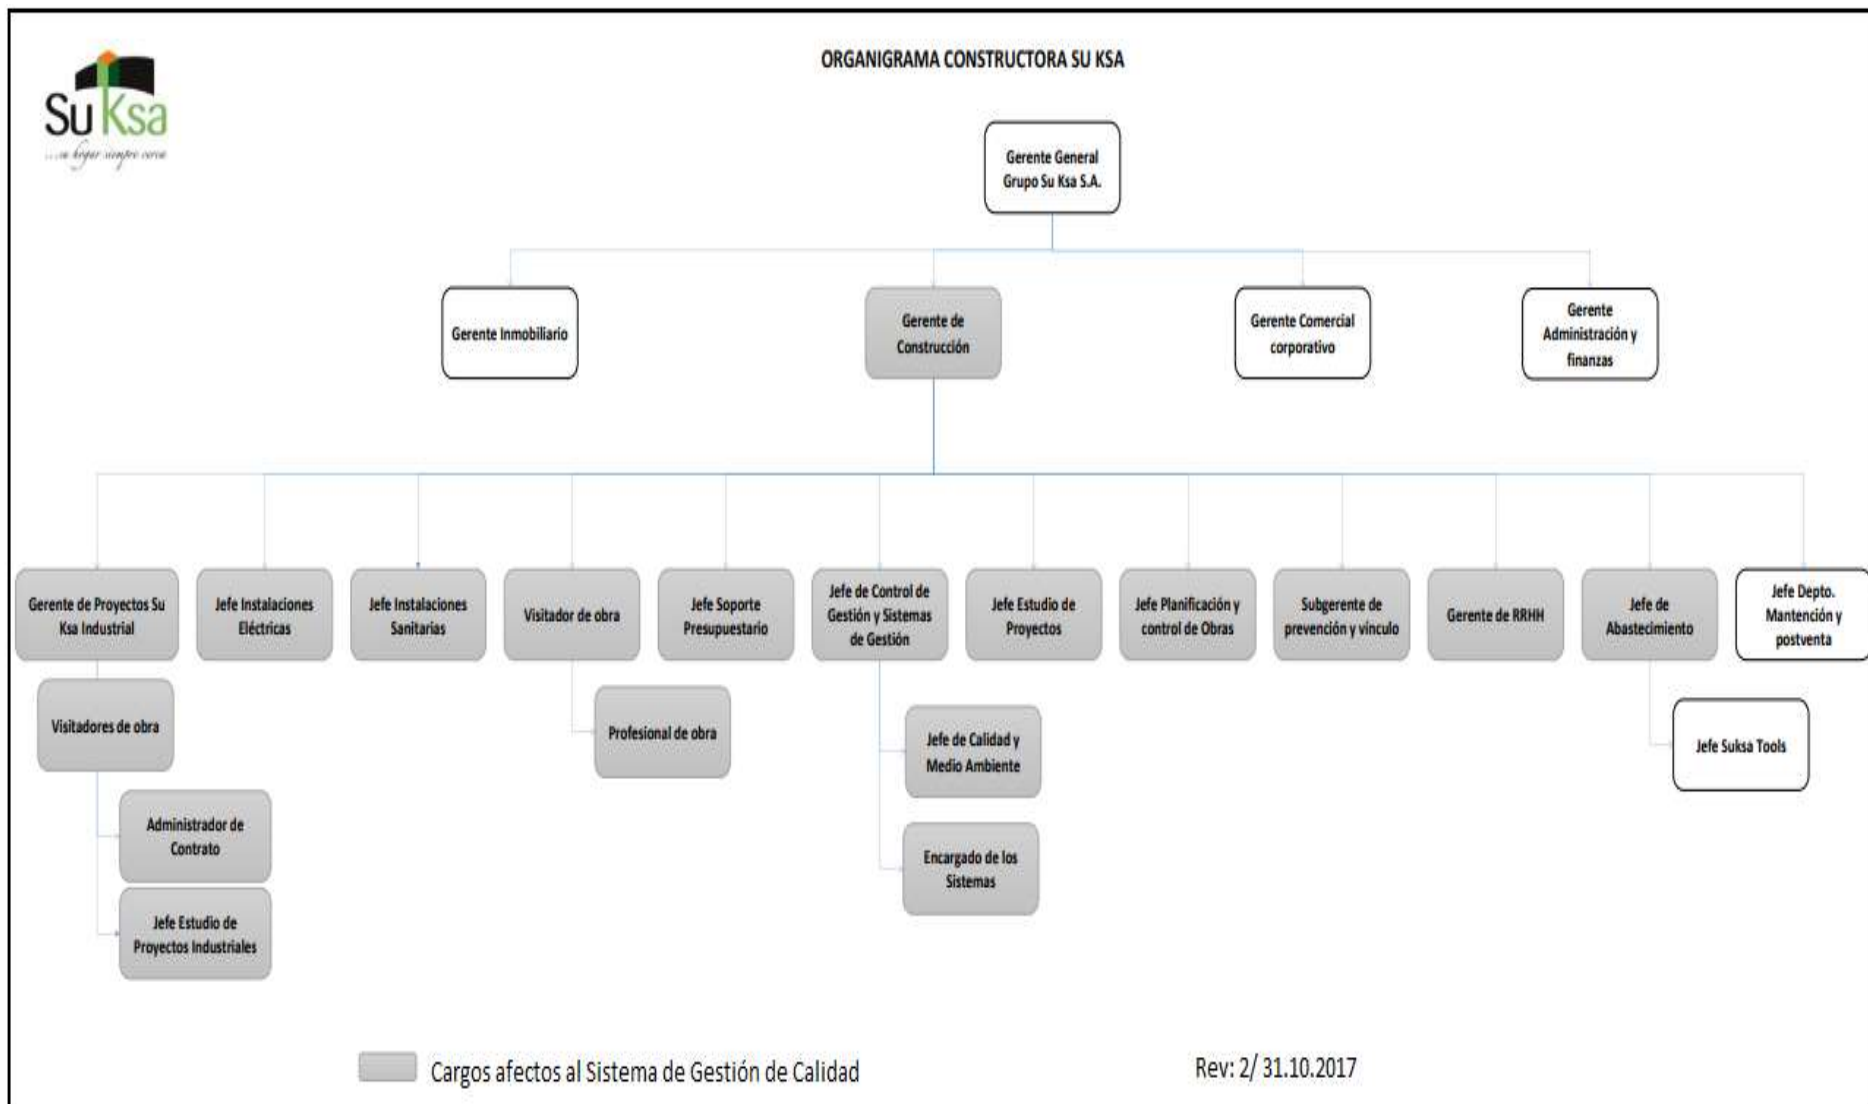 ORGANIGRAMA CONSTRUCTORA SU KSA
Su Ksa
....su hogar siempre cerca
Gerente General
Grupo Su Ksa S.A.
Gerente Inmobiliario
Gerente de
Construcción
Gerente Comercial
corporativo
Gerente
Administración y
finanzas
Gerente de Proyectos Su
Ksa Industrial
Jefe Instalaciones
Eléctricas
Jefe Instalaciones
Sanitarias
Visitador de obra
Jefe Soporte
Presupuestario
Jefe de Control de
Gestión y Sistemas
de Gestión
Jefe Estudio de
Proyectos
Jefe Planificación y
control de Obras
Subgerente de
prevención y vínculo
Gerente de RRHH
Jefe de
Abastecimiento
Jefe Depto.
Mantención y
postventa
Visitadores de obra
Profesional de obra
Jefe de Calidad y
Medio Ambiente
Jefe Suksa Tools
Administrador de
Contrato
Encargado de los
Sistemas
Jefe Estudio de
Proyectos Industriales
Cargos afectos al Sistema de Gestión de Calidad
Rev: 2/ 31.10.2017